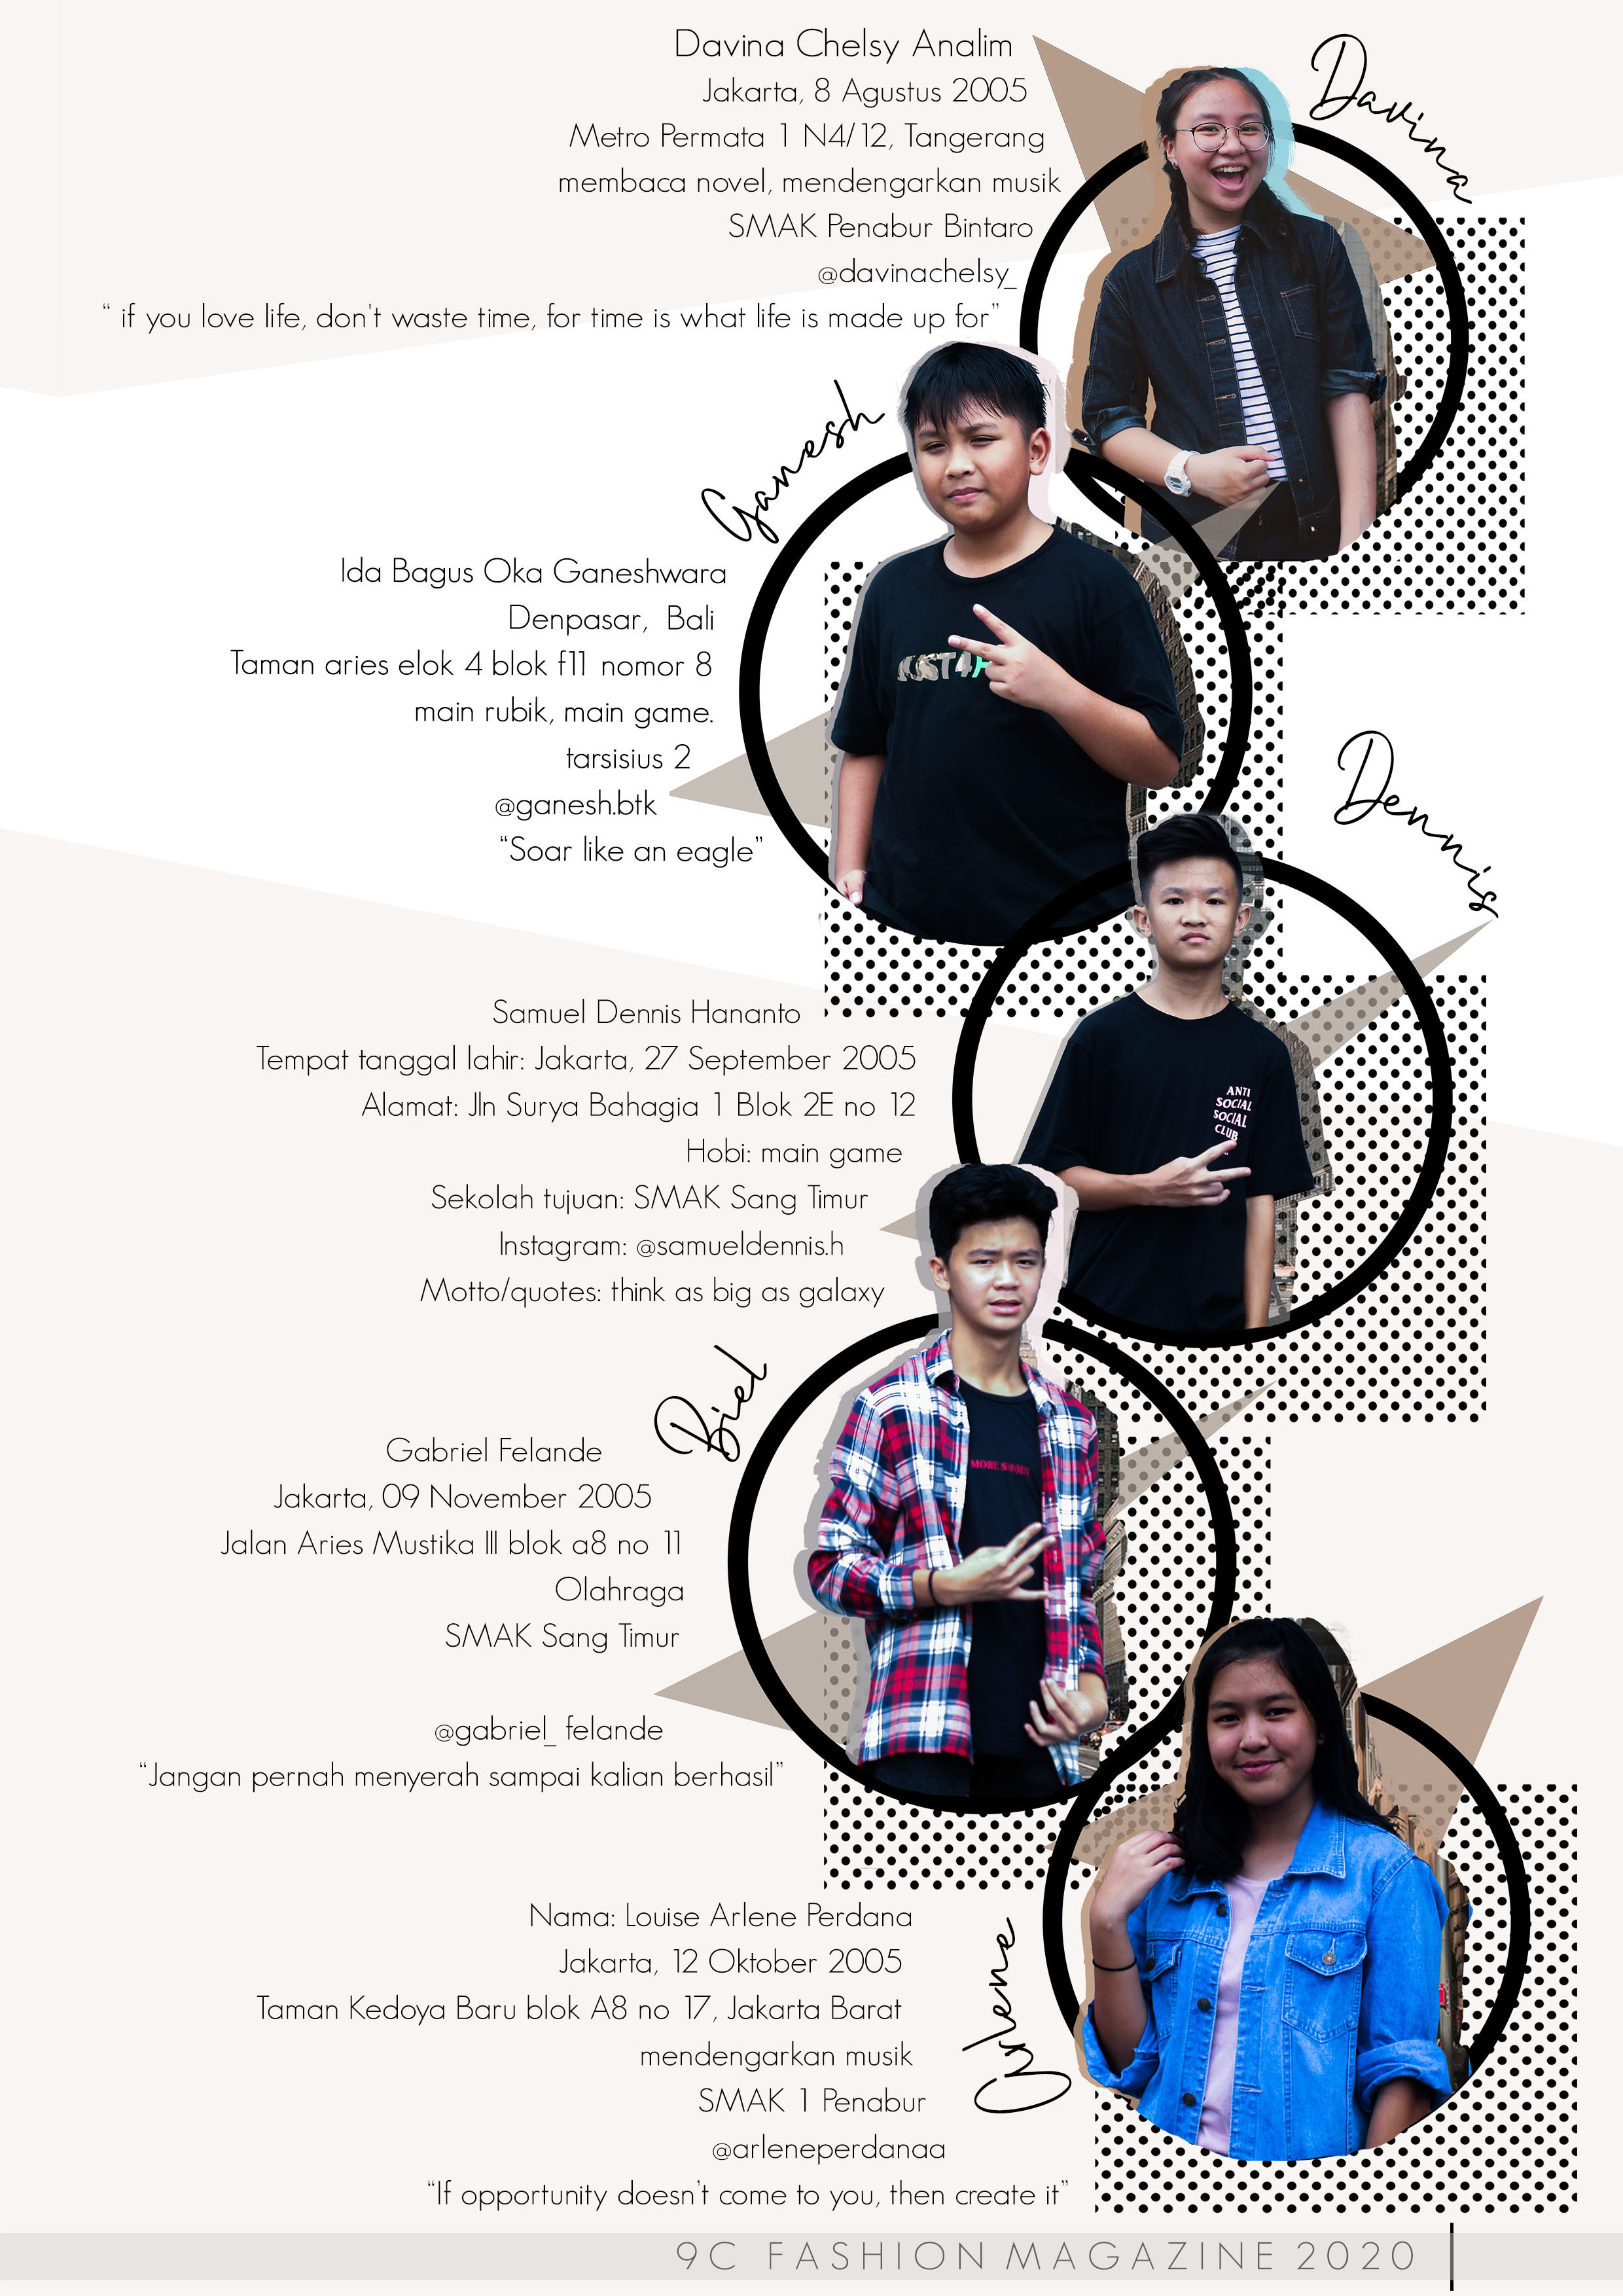 Davina Chelsy Analim
Jakarta, 8 Agustus 2005
Metro Permata 1 N4/12, Tangerang
membaca novel, mendengarkan musik
SMAK Penabur Bintaro
@davinachelsy_
“ if you love life, don't waste time, for time is what life is made up for”
Davina
Ganesh
Ida Bagus Oka Ganeshwara
Denpasar, Bali
Taman aries elok 4 blok f11 nomor 8
main rubik, main game.
tarsisius 2
@ganesh.btk
“Soar like an eagle”
Dennis
Samuel Dennis Hananto
Tempat tanggal lahir: Jakarta, 27 September 2005
Alamat: Jln Surya Bahagia 1 Blok 2E no 12
Hobi: main game
Sekolah tujuan: SMAK Sang Timur
Instagram: @samueldennis.h
Motto/quotes: think as big as galaxy
ANTI
SOCIAL
SOCIAL
CLUB
Biel
Gabriel Felande
Jakarta, 09 November 2005
Jalan Aries Mustika III blok a8 no 11
Olahraga
SMAK Sang Timur
@gabriel_ felande
“Jangan pernah menyerah sampai kalian berhasil”
MORE
Arlene
Nama: Louise Arlene Perdana
Jakarta, 12 Oktober 2005
Taman Kedoya Baru blok A8 no 17, Jakarta Barat
mendengarkan musik
SMAK 1 Penabur
@arleneperdanaa
“If opportunity doesn't come to you, then create it”
9C FASHION MAGAZINE 2020